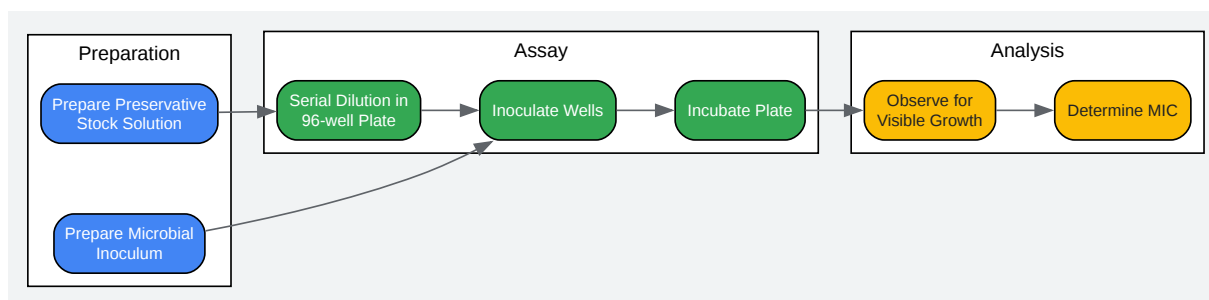 Preparation
Prepare Preservative
Stock Solution
Prepare Microbial
Inoculum
Assay
Serial Dilution in
96-well Plate
Inoculate Wells
Incubate Plate
Analysis
Observe for
Visible Growth
Determine MIC